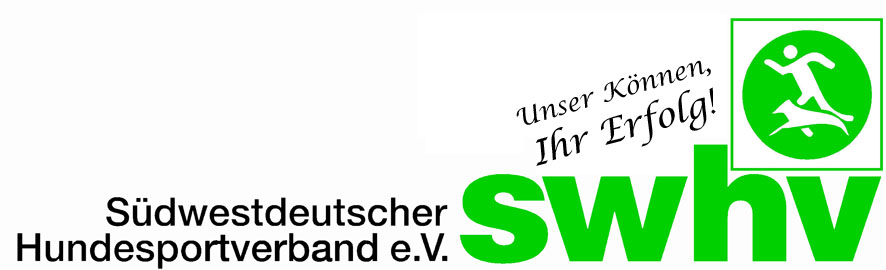 Unser Können,
Ihr Erfolg!
Südwestdeutscher
Hundesportverband e.V.
swhv